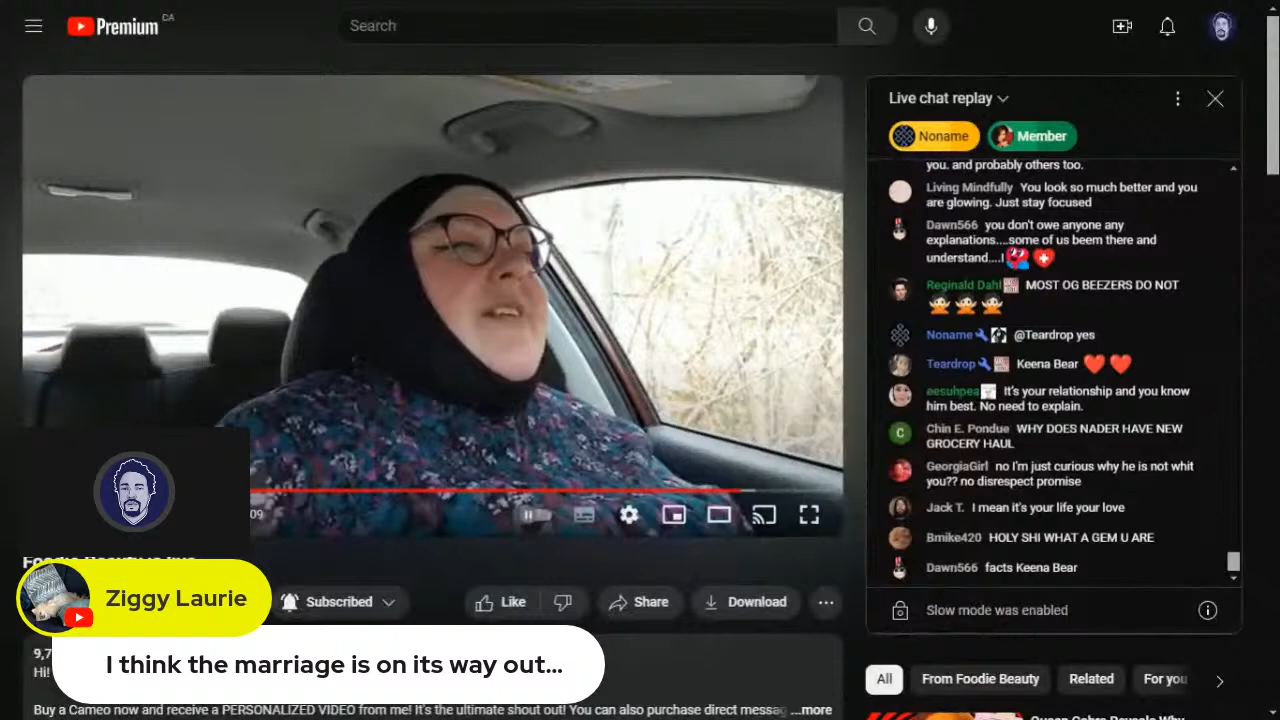 Premium CA
Search
Live chat replay
Noname
Member
you. and probably others too.
Living Mindfully You look so much better and you
are glowing. Just stay focused
Dawn566 you don't owe anyone any
explanations....some of us beem there and
understand....I
Reginald Dahl MOST OG BEEZERS DO NOT
Noname @Teardrop yes
Teardrop Keena Bear
eesuhpea It's your relationship and you know
him best. No need to explain.
C Chin E. Pondue WHY DOES NADER HAVE NEW
GROCERY HAUL
GeorgiaGirl no I'm just curious why he is not whit
you?? no disrespect promise
Jack T. I mean it's your life your love
Bmike420 HOLY SHI WHAT A GEM U ARE
Dawn566 facts Keena Bear
Slow mode was enabled
09
Ziggy Laurie
Subscribed
Like
Share
Download
I think the marriage is on its way out...
9,7
Hi!
Buy a Cameo now and receive a PERSONALIZED VIDEO from me! It's the ultimate shout out! You can also purchase direct messag ...more
All
From Foodie Beauty
Related
For you